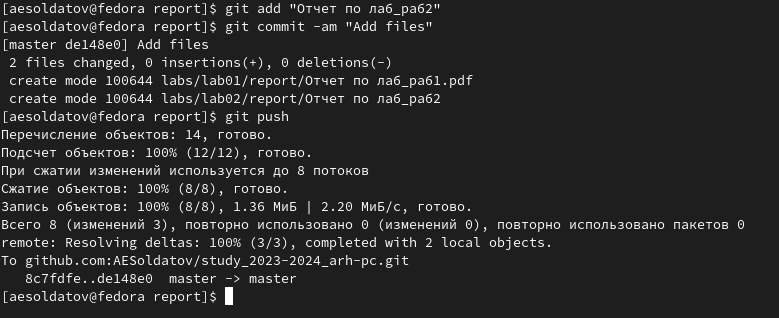 [aesoldatov@fedora report]$ git add "Отчет по лаб_раб2"
[aesoldatov@fedora report]$ git commit -am "Add files"
[master de148e0] Add files
2 files changed, 0 insertions(+), 0 deletions(-)
create mode 100644 labs/lab01/report/Отчет по лаб_раб1.pdf
create mode 100644 labs/lab02/report/Отчет по лаб_раб2
[aesoldatov@fedora report]$ git push
Перечисление объектов: 14, готово.
Подсчет объектов: 100% (12/12), готово.
При сжатии изменений используется до 8 потоков
Сжатие объектов: 100% (8/8), готово.
Запись объектов: 100% (8/8), 1.36 МиБ | 2.20 МиБ/с, готово.
Всего 8 (изменений 3), повторно использовано 0 (изменений 0), повторно использовано пакетов 0
remote: Resolving deltas: 100% (3/3), completed with 2 local objects.
To github.com:AESoldatov/study_2023-2024_arh-pc.git
8c7fdfe..de148e0  master -> master
[aesoldatov@fedora report]$